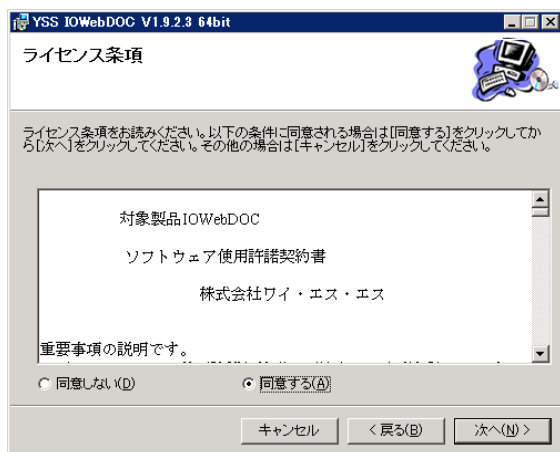 YSS IOWebDOC V1.9.2.3 64bit
ライセンス条項
ライセンス条項をお読みください。以下の条件に同意される場合は[同意する]をクリックしてか
ら[次へ]をクリックしてください。その他の場合は[キャンセル]をクリックしてください。
対象製品IOWebDOC
ソフトウェア使用許諾契約書
株式会社ワイ・エス・エス
重要事項の説明です。
同意しない(D) 同意する(A)
キャンセル < 戻る(B) 次へ(N) >